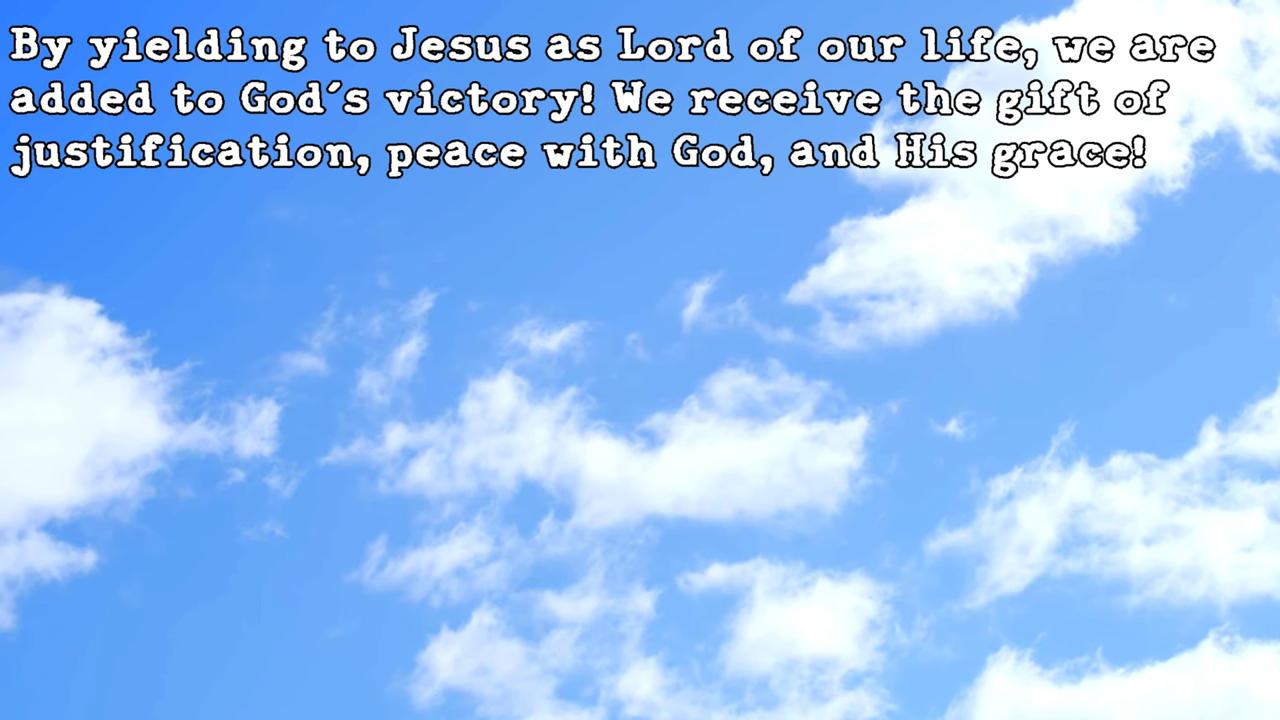 By yielding to Jesus as Lord of our life, we are
added to God´s victory! We receive the gift of
justification, peace with God, and His grace!